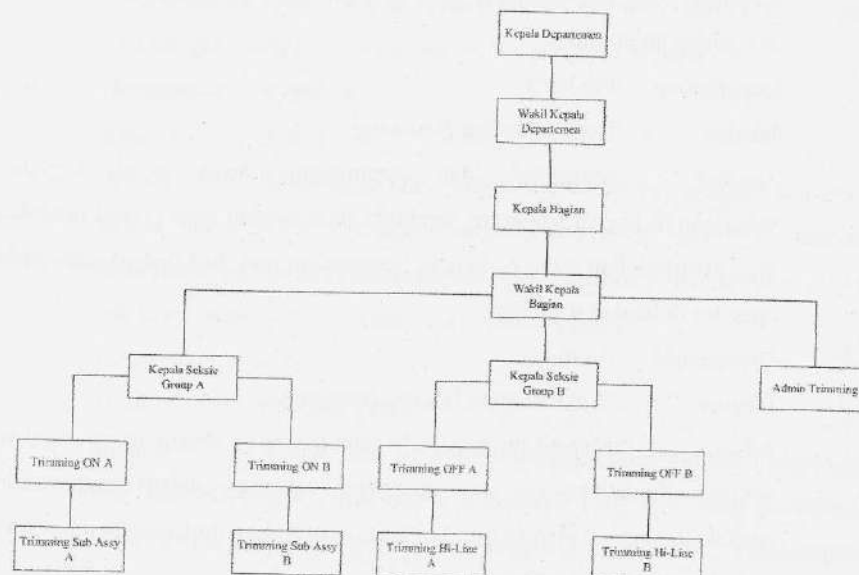 Kepala Departemen
Wakil Kepala
Departemen
Kepala Bagian
Wakil Kepala
Bagian
Kepala Seksie
Group A
Kepala Seksie
Group B
Admin Trimming
Trimming ON A
Trimming ON B
Trimming OFF A
Trimming OFF B
Trimming Sub Assy
A
Trimming Sub Assy
B
Trimming Hi-Line
A
Trimming Hi-Line
B